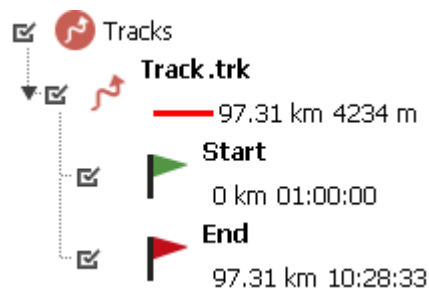 Tracks
Track.trk
97.31 km 4234 m
Start
0 km 01:00:00
End
97.31 km 10:28:33